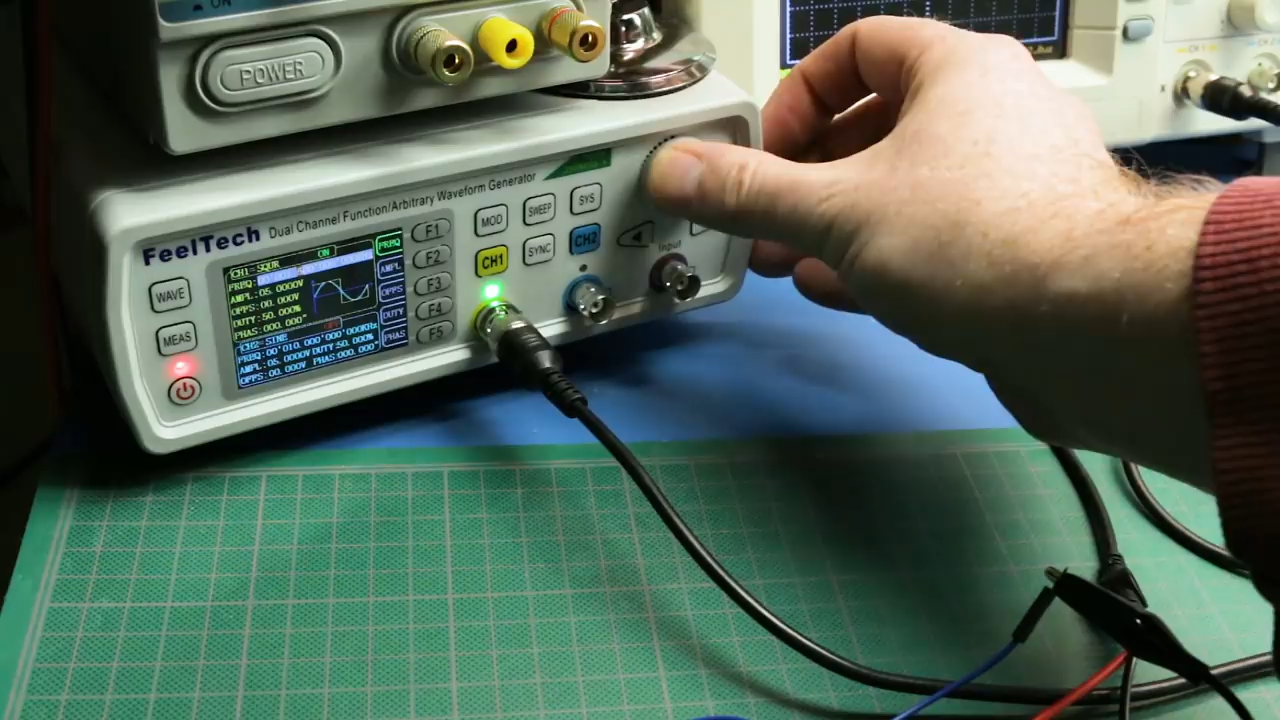 ON
POWER
FeelTech Dual Channel Function/Arbitrary Waveform Generator
WAVE
MEAS
CH1=SQUR ON
FREQ:
AMPL:05.0000V
OFFS:00.000V
DUTY:50.000%
PHAS:000.000°
CH2=SINE
FREQ:00'010.000'000'000KHz
AMPL:05.0000V DUTY:50.000%
OFFS:00.000V PHAS:000.000°
FREQ
AMPL
OFFS
DUTY
PHAS
F1
F2
F3
F4
F5
MOD
SWEEP
SYS
CH1
SYNC
CH2
Input